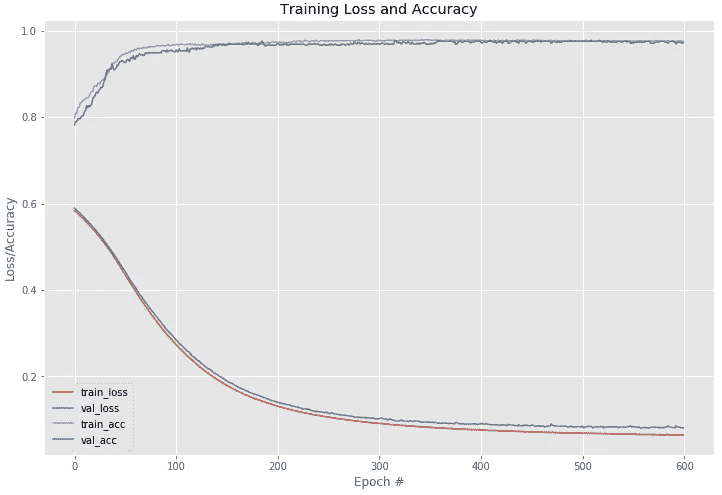 Training Loss and Accuracy
1.0
0.8
0.6
0.4
0.2
Loss/Accuracy
train_loss
val_loss
train_acc
val_acc
0 100 200 300 400 500 600
Epoch #